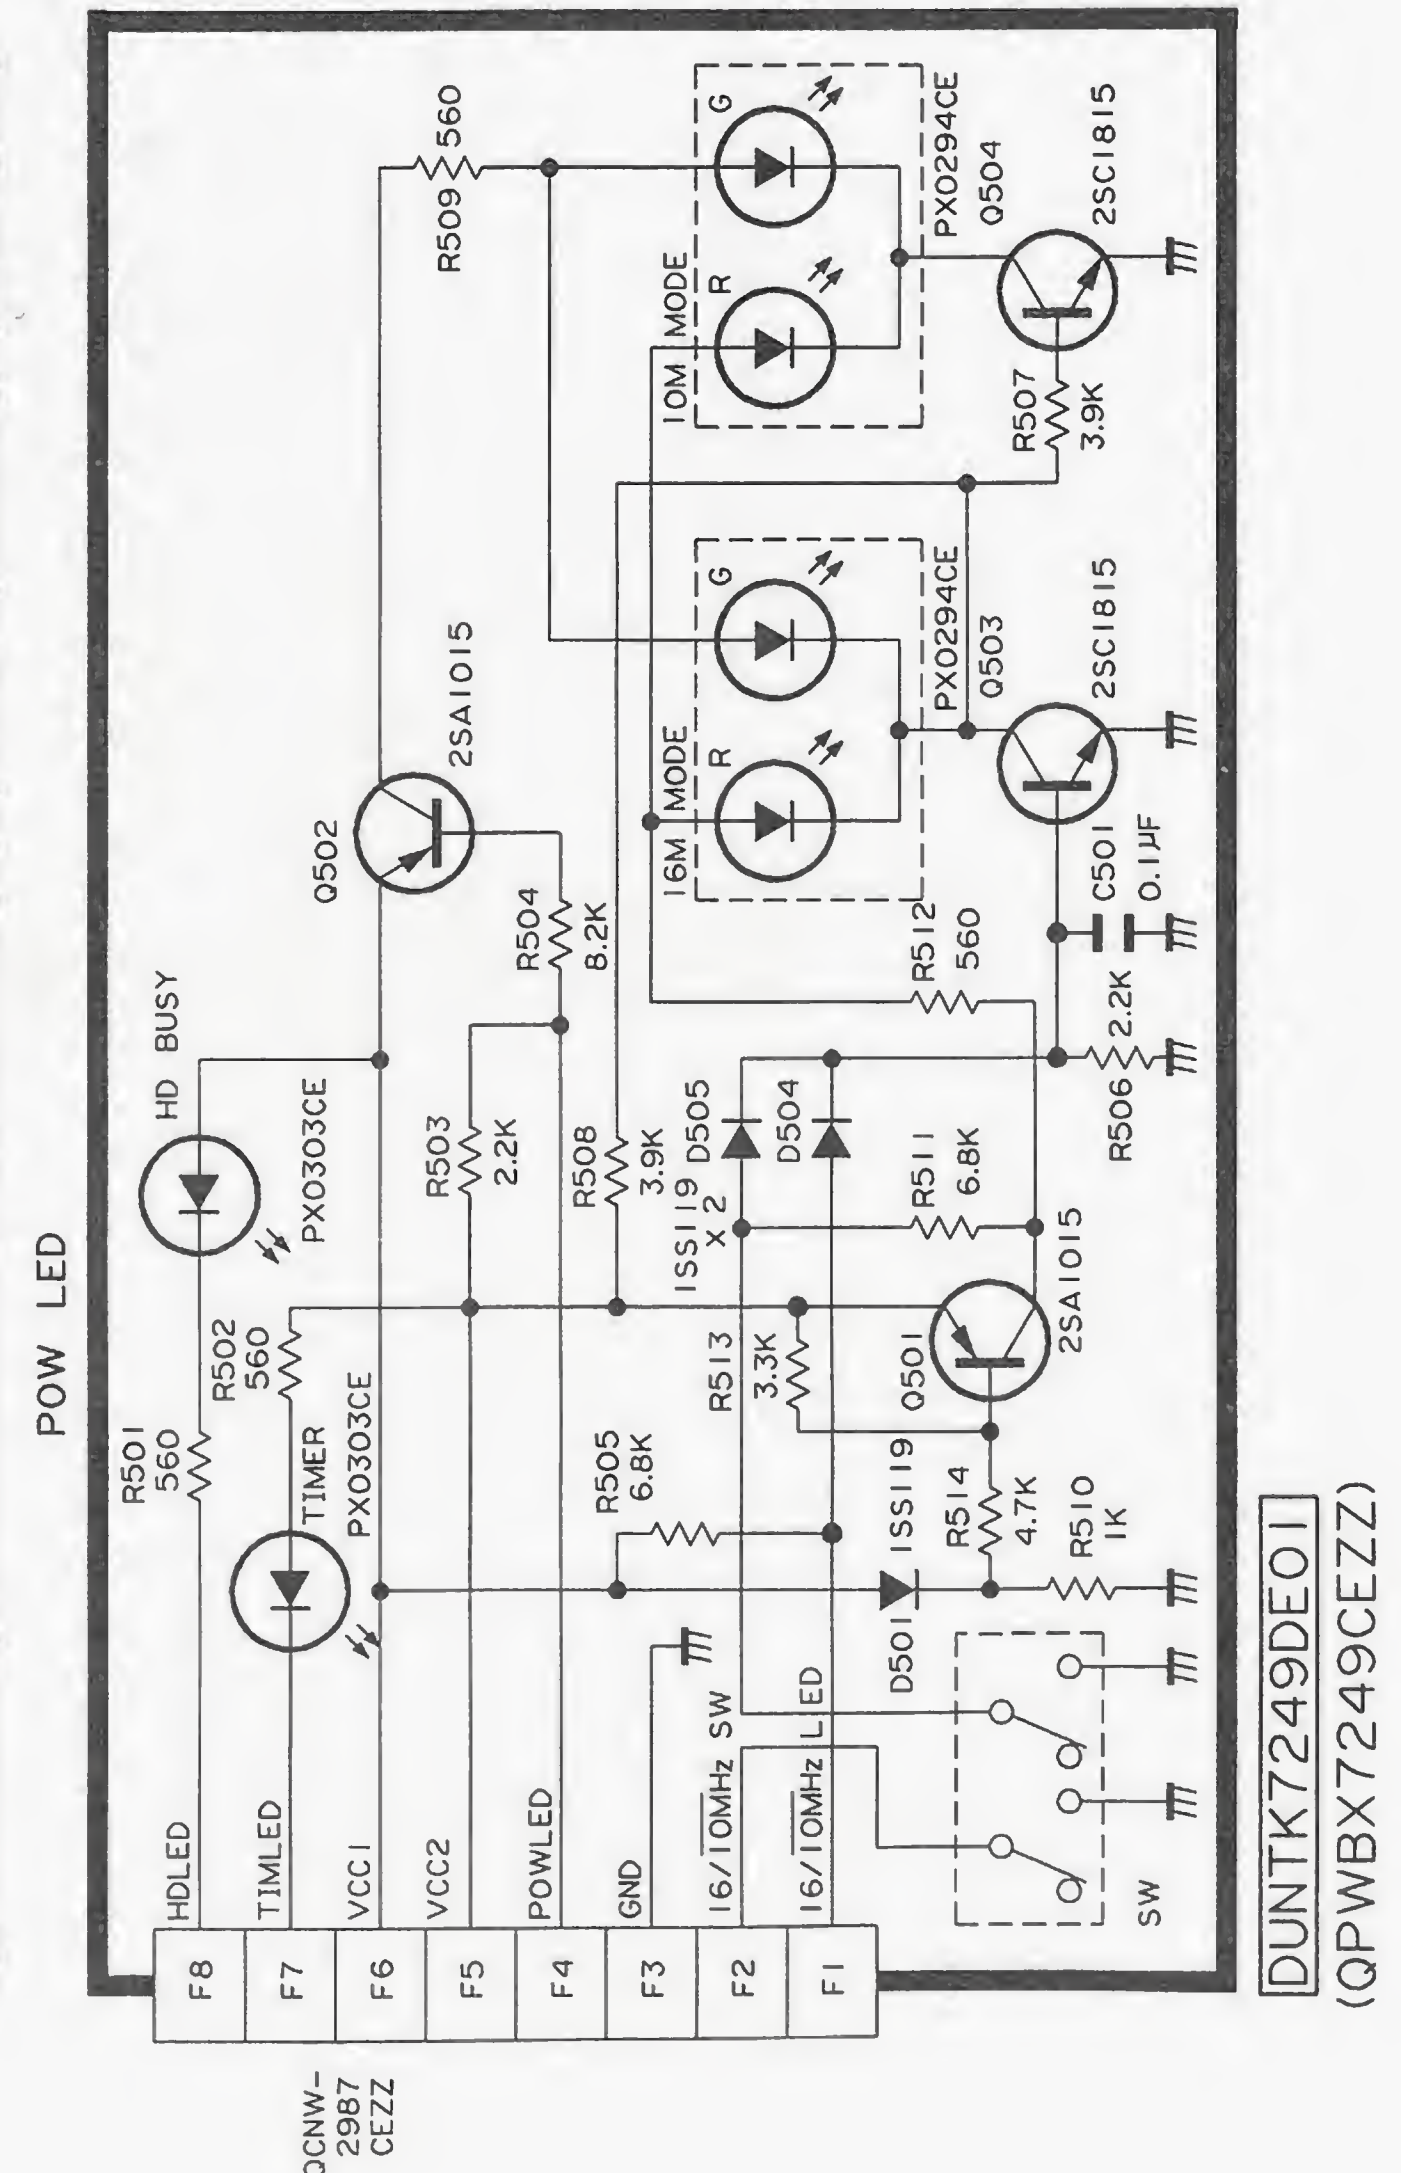 POW LED
QCNW-
2987
CEZZ
F8
F7
F6
F5
F4
F3
F2
F1
HDLED
TIMLED
VCC1
VCC2
POWLED
GND
16/10MHz SW
16/10MHz LED
R501
560
HD BUSY
PX0303CE
R502
560
TIMER
PX0303CE
Q502
2SA1015
R509 560
R503
2.2K
R504
8.2K
R508
3.9K
R505
6.8K
1SS119
X 2
D505
D504
R513
3.3K
R511
6.8K
R512
560
Q501
2SA1015
D501
1SS119
R514
4.7K
R510
1K
SW
16M MODE
R
G
PX0294CE
Q503
2SC1815
10M MODE
R
G
PX0294CE
Q504
2SC1815
R507
3.9K
C501
0.1µF
R506
2.2K
DUNTK7249DE01
(QPWBX7249CEZZ)